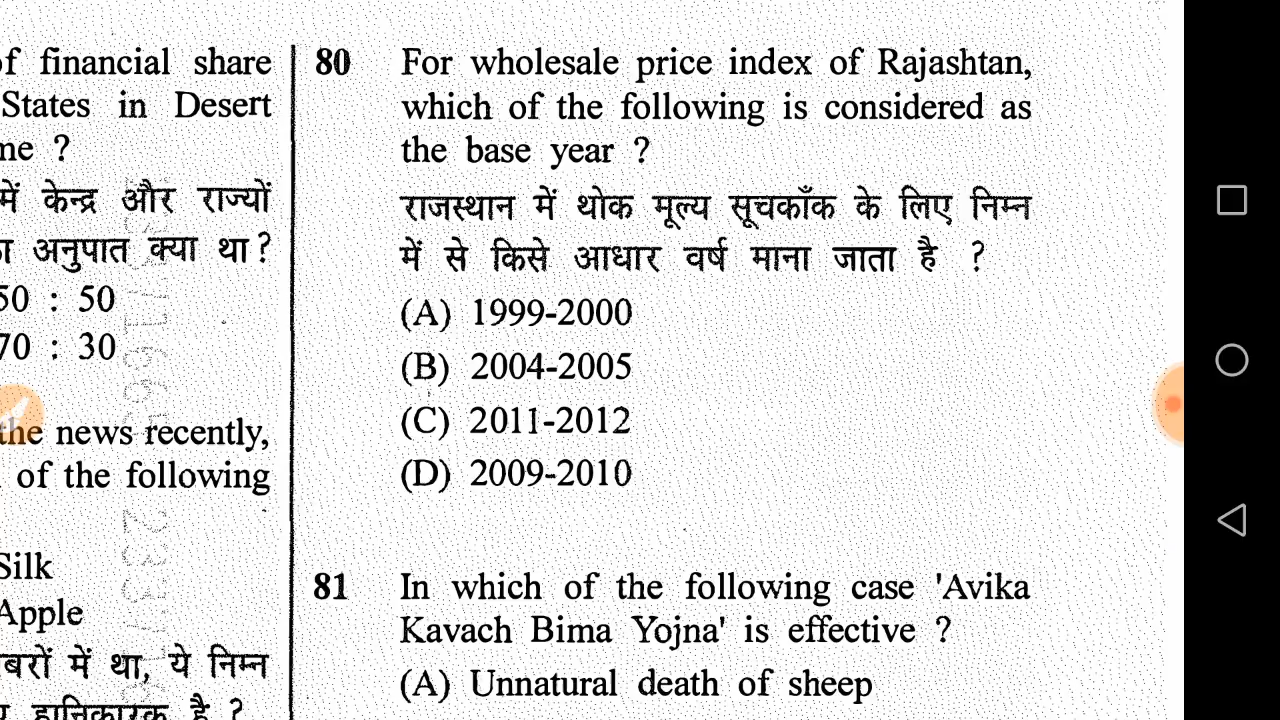 of financial share
States in Desert
me ?
में केन्द्र और राज्यों
अनुपात क्या था?
50 : 50
70 : 30
the news recently,
of the following
Silk
Apple
में था, ये निम्न
हानिकारक है ?
80 For wholesale price index of Rajashtan,
which of the following is considered as
the base year ?
राजस्थान में थोक मूल्य सूचकाँक के लिए निम्न
में से किसे आधार वर्ष माना जाता है ?
(A) 1999-2000
(B) 2004-2005
(C) 2011-2012
(D) 2009-2010
81 In which of the following case 'Avika
Kavach Bima Yojna' is effective ?
(A) Unnatural death of sheep